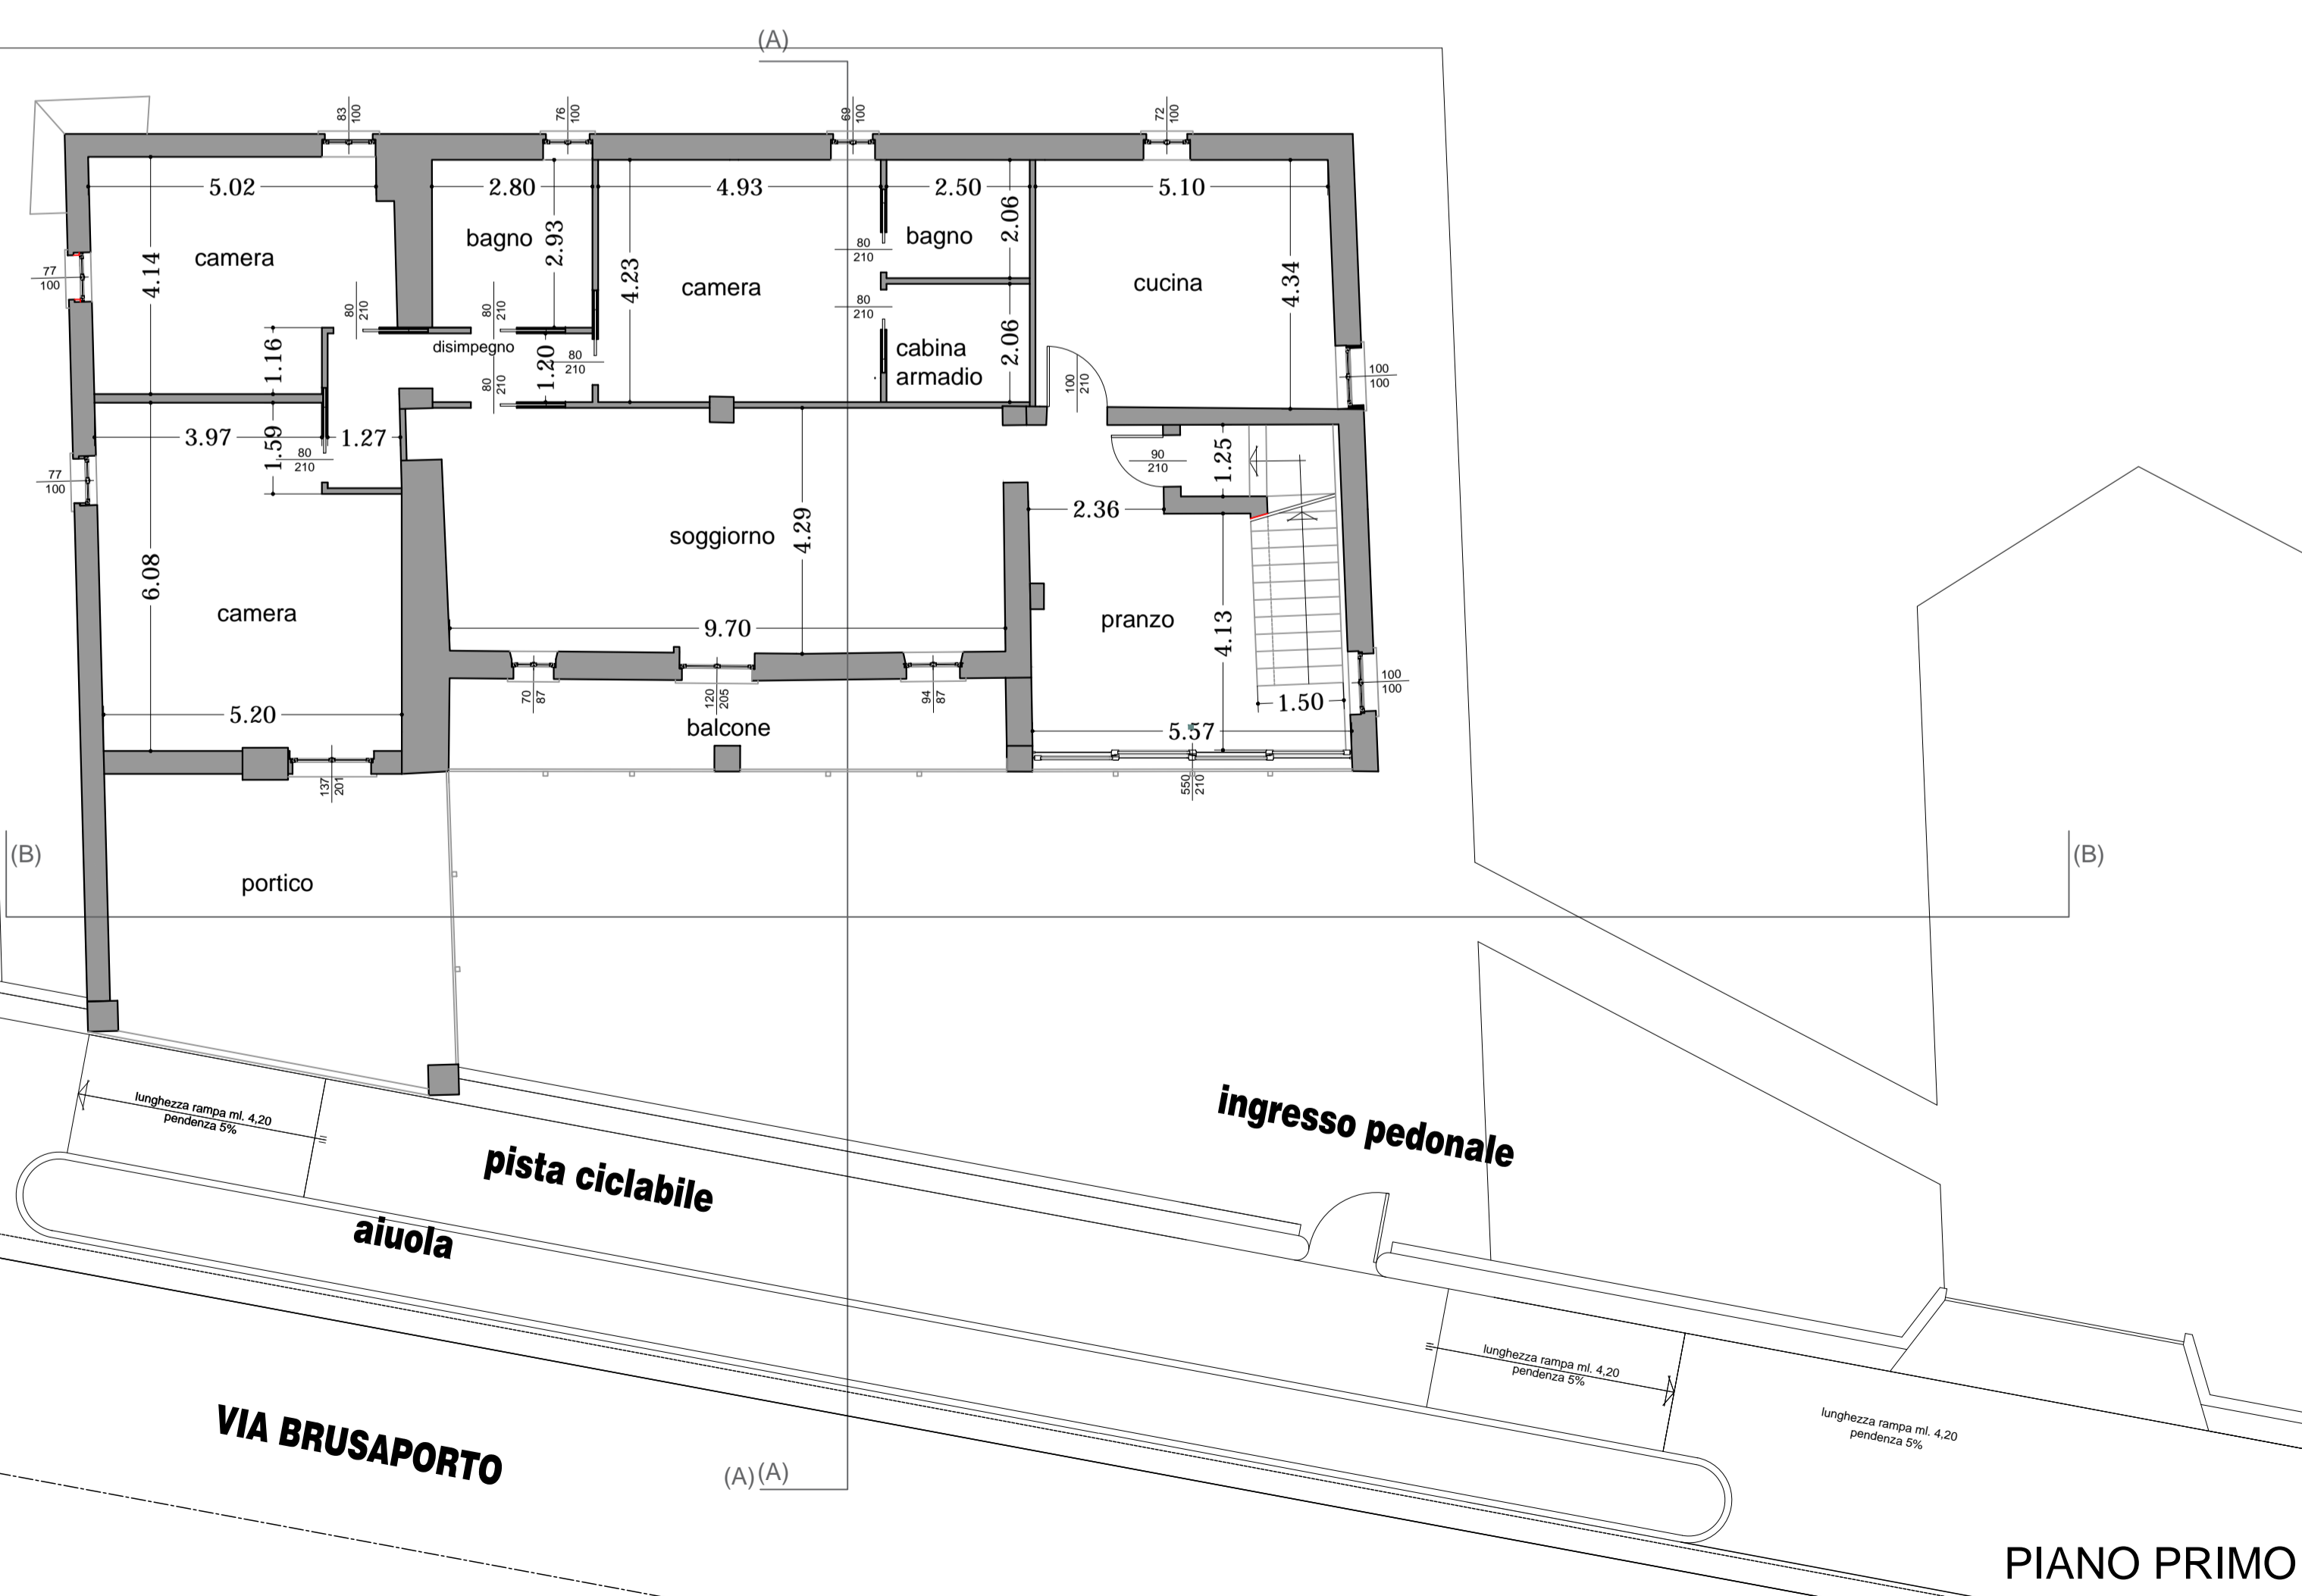 (A)
83
100
76
100
69
100
72
100
5.02
2.80
4.93
2.50
5.10
camera
4.14
bagno
2.93
camera
4.23
bagno
2.06
cucina
4.34
77
100
80
210
80
210
80
210
80
210
disimpegno
1.16
1.20
80
210
80
210
cabina
armadio
2.06
100
210
100
100
3.97
1.59
1.27
80
210
77
100
90
210
1.25
2.36
6.08
camera
soggiorno
4.29
pranzo
4.13
9.70
5.20
70
87
120
205
94
87
balcone
1.50
100
100
5.57
137
201
550
210
(B)
(B)
portico
lunghezza rampa ml. 4,20
pendenza 5%
ingresso pedonale
pista ciclabile
aiuola
lunghezza rampa ml. 4,20
pendenza 5%
lunghezza rampa ml. 4,20
pendenza 5%
VIA BRUSAPORTO
(A) (A)
PIANO PRIMO